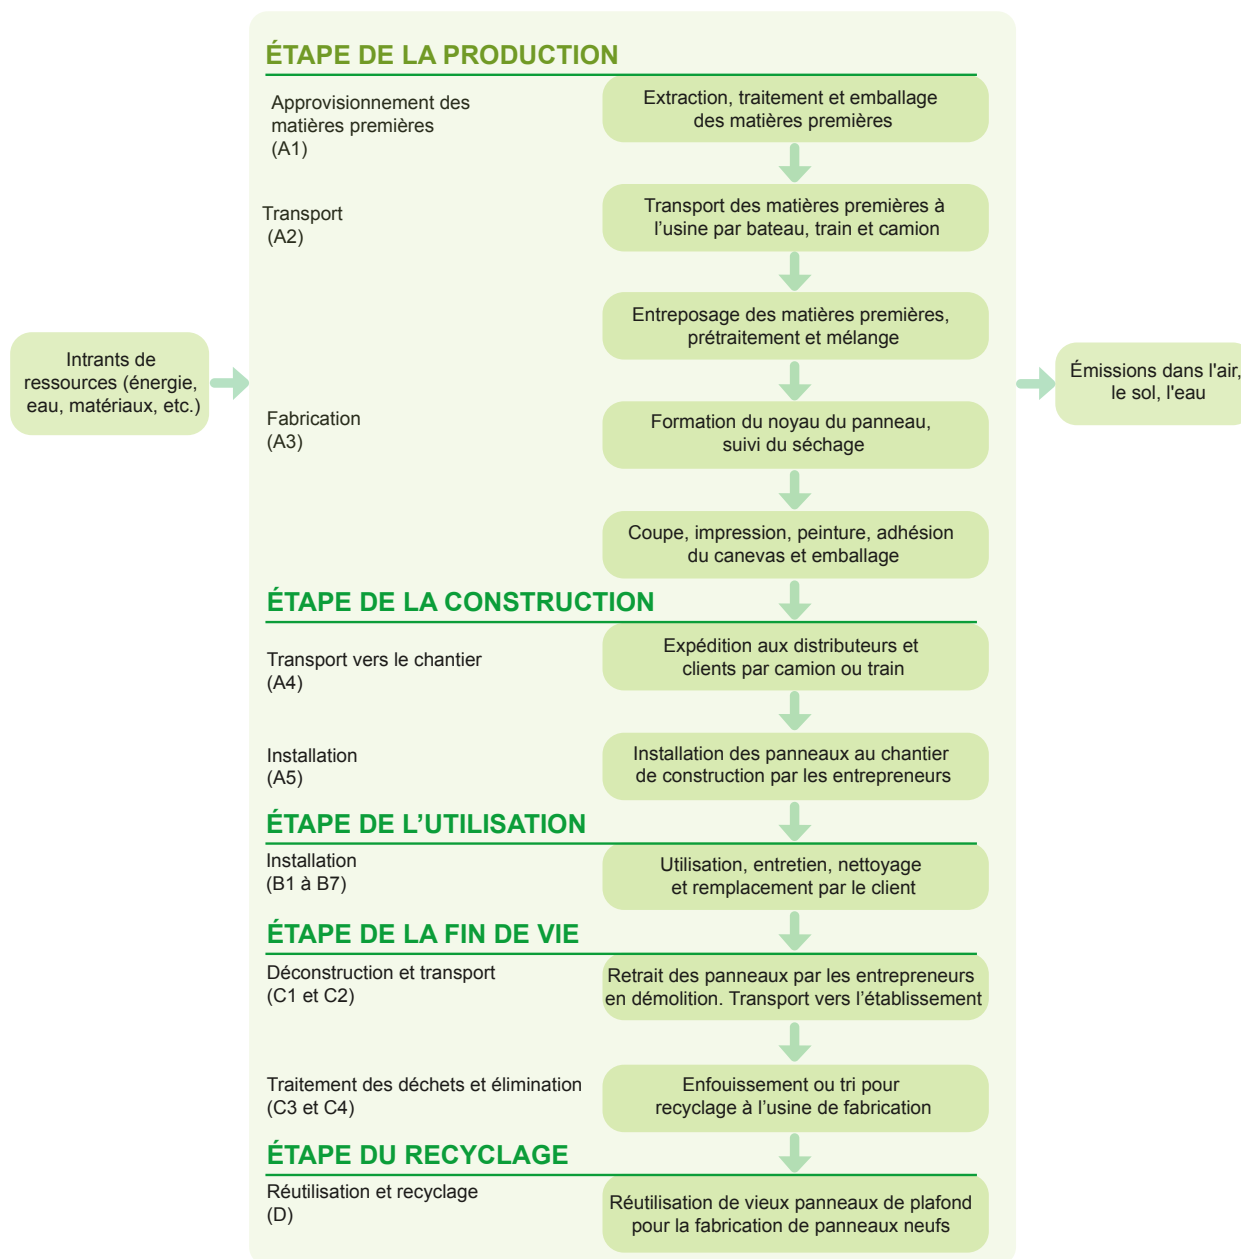 ÉTAPE DE LA PRODUCTION
Approvisionnement des
matières premières
(A1)
Extraction, traitement et emballage
des matières premières
Transport
(A2)
Transport des matières premières à
l’usine par bateau, train et camion
Entreposage des matières premières,
prétraitement et mélange
Intrants de
ressources (énergie,
eau, matériaux, etc.)
Émissions dans l'air,
le sol, l'eau
Fabrication
(A3)
Formation du noyau du panneau,
suivi du séchage
Coupe, impression, peinture, adhésion
du canevas et emballage
ÉTAPE DE LA CONSTRUCTION
Transport vers le chantier
(A4)
Expédition aux distributeurs et
clients par camion ou train
Installation
(A5)
Installation des panneaux au chantier
de construction par les entrepreneurs
ÉTAPE DE L’UTILISATION
Installation
(B1 à B7)
Utilisation, entretien, nettoyage
et remplacement par le client
ÉTAPE DE LA FIN DE VIE
Déconstruction et transport
(C1 et C2)
Retrait des panneaux par les entrepreneurs
en démolition. Transport vers l’établissement
Traitement des déchets et élimination
(C3 et C4)
Enfouissement ou tri pour
recyclage à l’usine de fabrication
ÉTAPE DU RECYCLAGE
Réutilisation et recyclage
(D)
Réutilisation de vieux panneaux de plafond
pour la fabrication de panneaux neufs